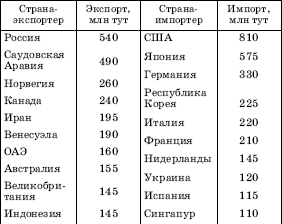 Страна-
экспортер
Экспорт,
млн тут
Страна-
импортер
Импорт,
млн тут
Россия 540 США 810
Саудовская
Аравия 490
Япония 575
Германия 330
Норвегия 260
Канада 240
Республика
Корея 225
Иран 195
Италия 220
Венесуэла 190
Франция 210
ОАЭ 160
Нидерланды 145
Австралия 155
Украина 120
Великобри-
тания 145
Испания 115
Индонезия 145
Сингапур 110